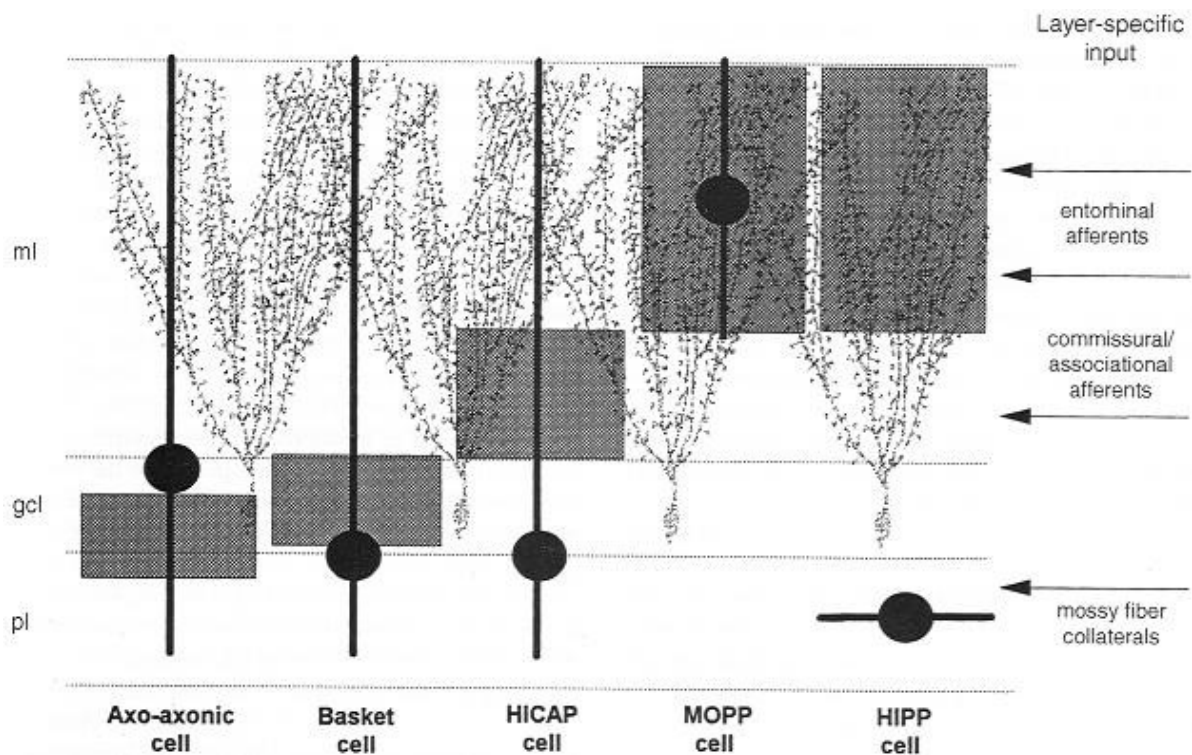 Layer-specific
input
ml
entorhinal
afferents
commissural/
associational
afferents
gcl
pl
mossy fiber
collaterals
Axo-axonic
cell
Basket
cell
HICAP
cell
MOPP
cell
HIPP
cell